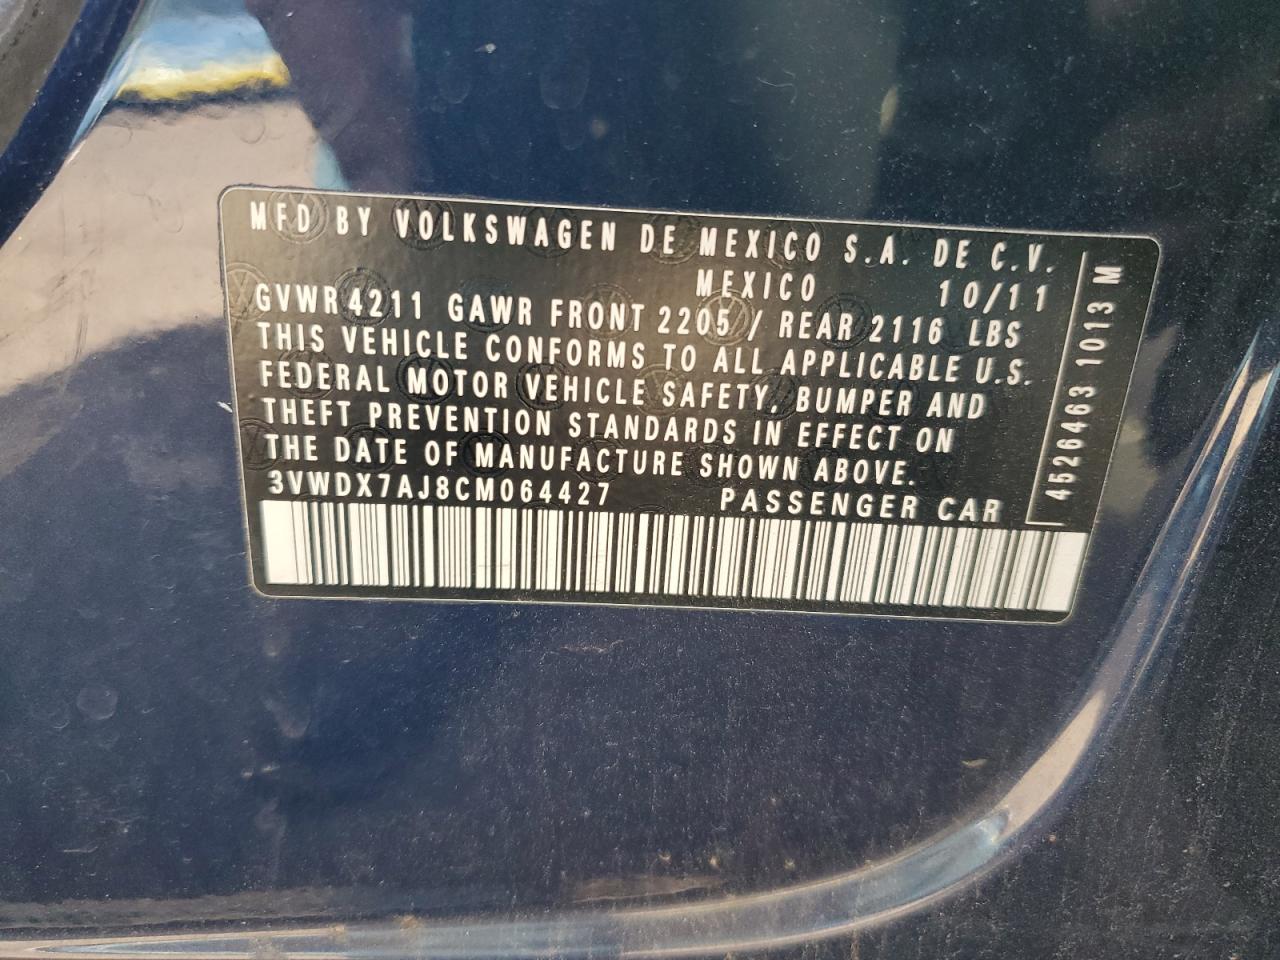 MFD BY VOLKSWAGEN DE MEXICO S.A. DE C.V.
MEXICO 10/11
GVWR 4211 GAWR FRONT 2205 / REAR 2116 LBS
THIS VEHICLE CONFORMS TO ALL APPLICABLE U.S.
FEDERAL MOTOR VEHICLE SAFETY, BUMPER AND
THEFT PREVENTION STANDARDS IN EFFECT ON
THE DATE OF MANUFACTURE SHOWN ABOVE.
3VWDX7AJ8CM064427 PASSENGER CAR
4526463 1013 M